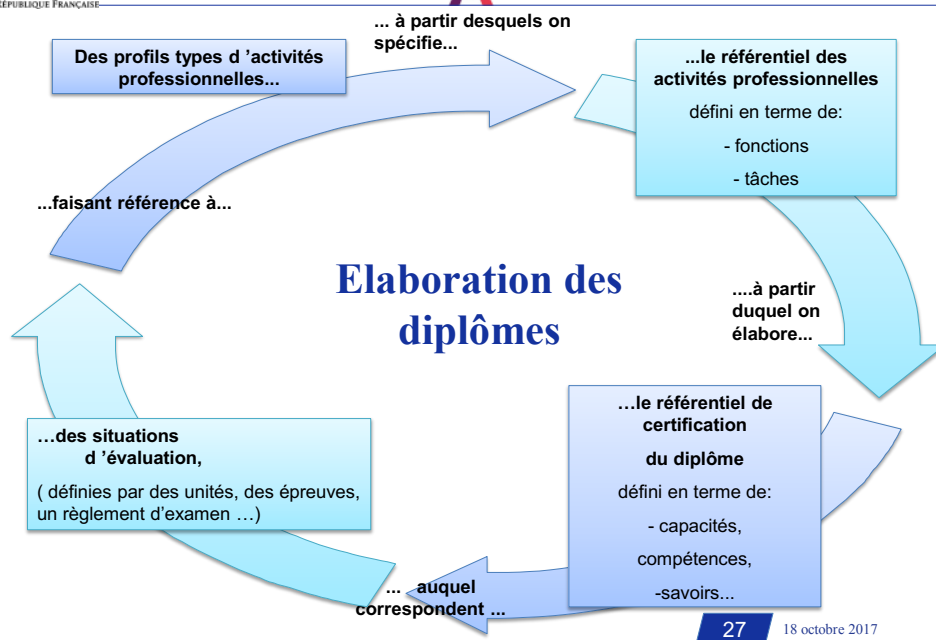 RÉPUBLIQUE FRANÇAISE
... à partir desquels on
spécifie...
Des profils types d ’activités
professionnelles...
...le référentiel des
activités professionnelles
défini en terme de:
- fonctions
- tâches
...faisant référence à...
Elaboration des
diplômes
....à partir
duquel on
élabore...
…le référentiel de
certification
du diplôme
défini en terme de:
- capacités,
compétences,
-savoirs...
…des situations
d ’évaluation,
( définies par des unités, des épreuves,
un règlement d’examen …)
... auquel
correspondent ...
27
18 octobre 2017